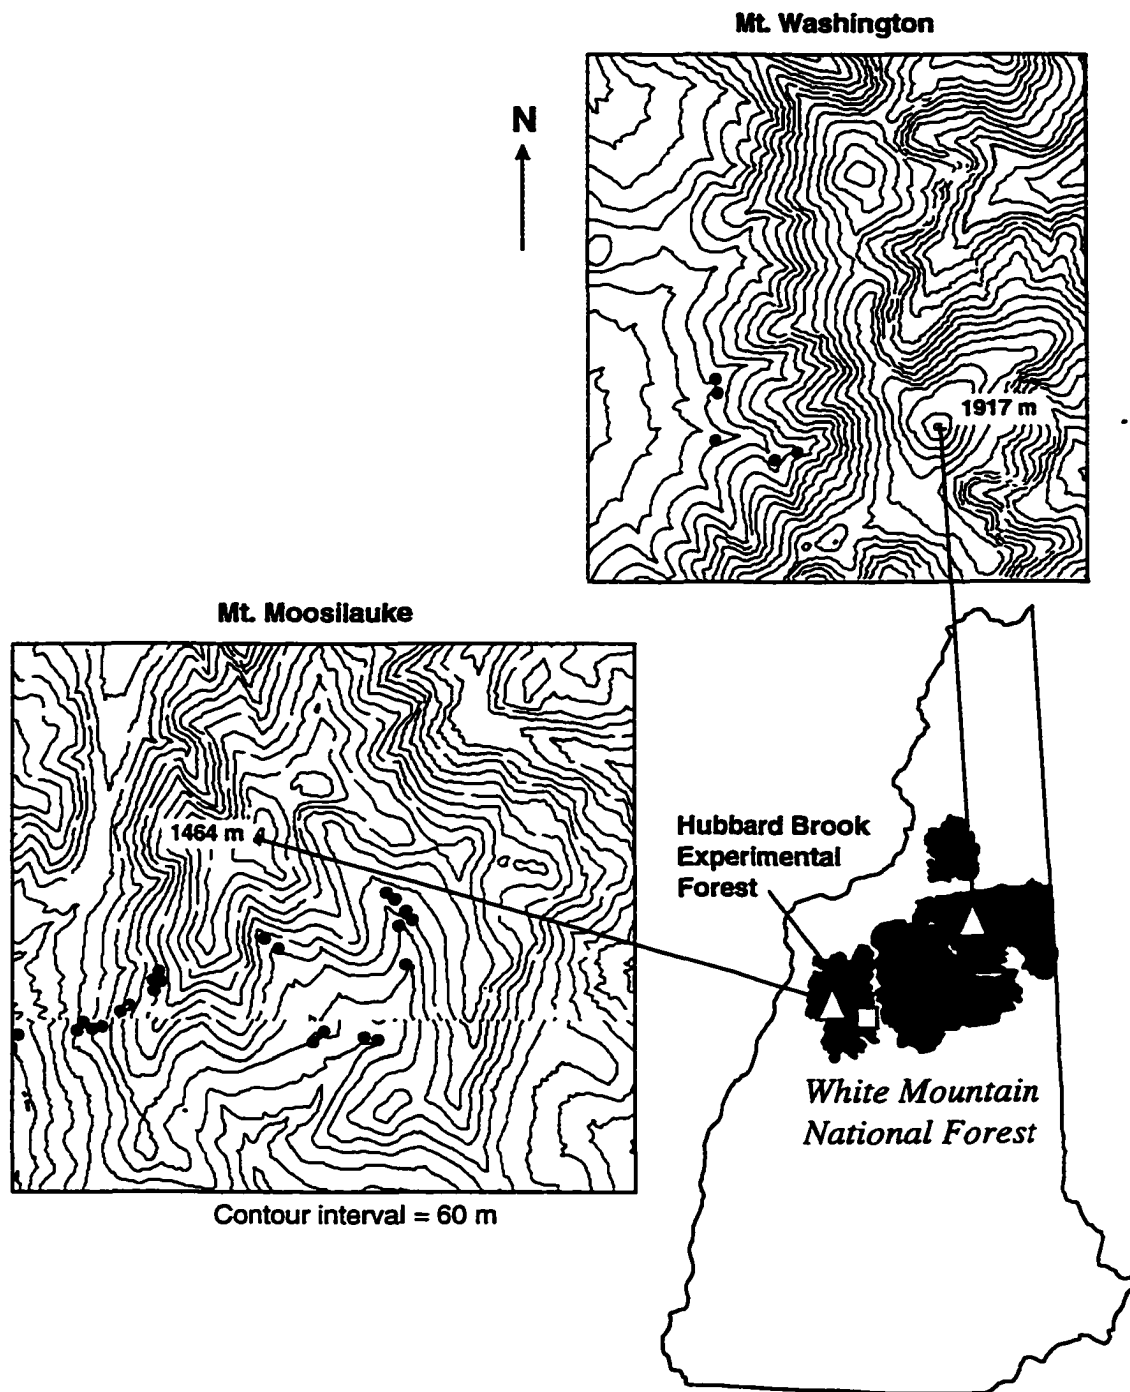 Mt. Washington
N
1917 m
Mt. Moosilauke
1464 m
Hubbard Brook
Experimental
Forest
White Mountain
National Forest
Contour interval = 60 m